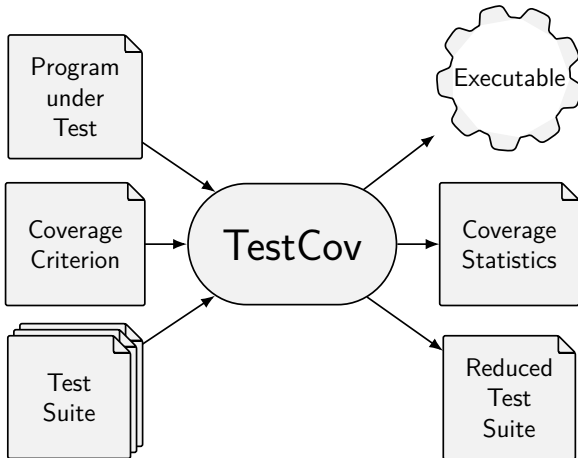 Program
under
Test
Executable
Coverage
Criterion
TestCov
Coverage
Statistics
Test
Suite
Reduced
Test
Suite